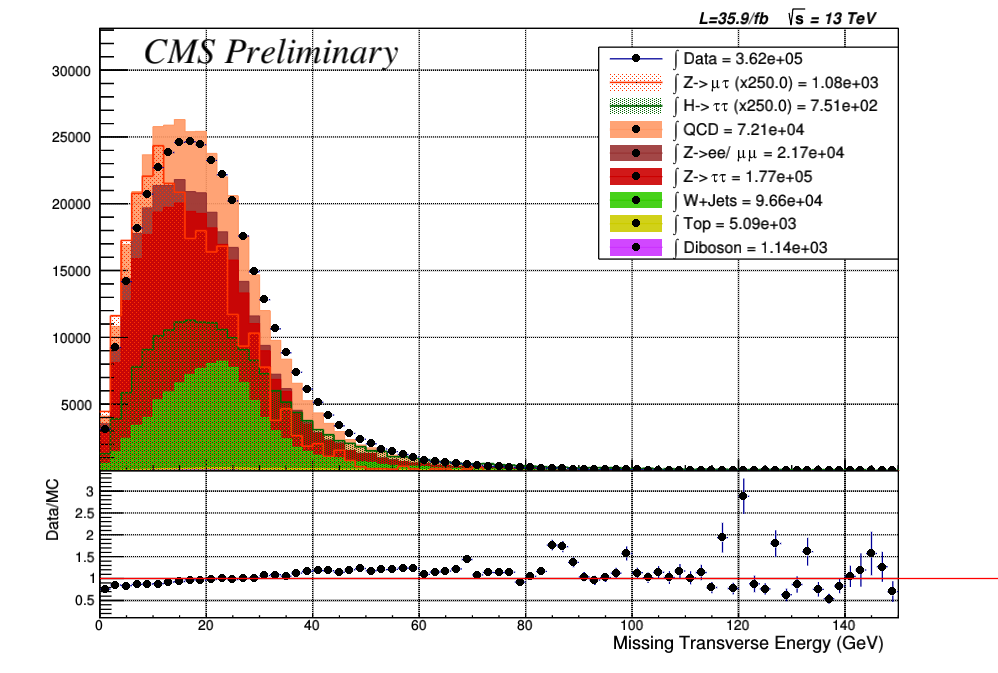 L=35.9/fb √s = 13 TeV
CMS Preliminary
∫ Data = 3.62e+05
∫ Z->μτ (x250.0) = 1.08e+03
∫ H->ττ (x250.0) = 7.51e+02
∫ QCD = 7.21e+04
∫ Z->ee/ μμ = 2.17e+04
∫ Z->ττ = 1.77e+05
∫ W+Jets = 9.66e+04
∫ Top = 5.09e+03
∫ Diboson = 1.14e+03
30000
25000
20000
15000
10000
5000
Data/MC
3
2.5
2
1.5
1
0.5
0 20 40 60 80 100 120 140
Missing Transverse Energy (GeV)